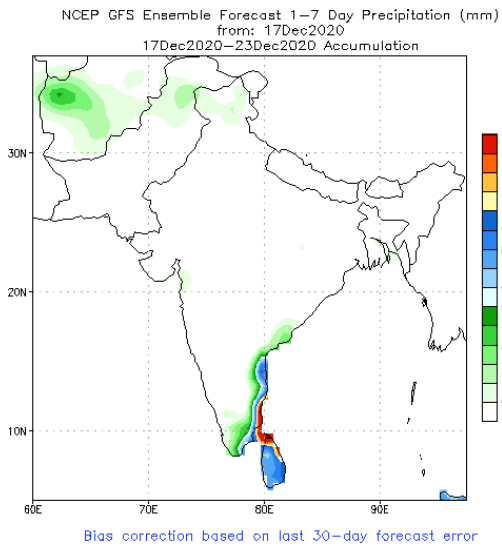 NCEP GFS Ensemble Forecast 1-7 Day Precipitation (mm)
from: 17Dec2020
17Dec2020-23Dec2020 Accumulation
30N
20N
10N
60E 70E 80E 90E
Bias correction based on last 30-day forecast error